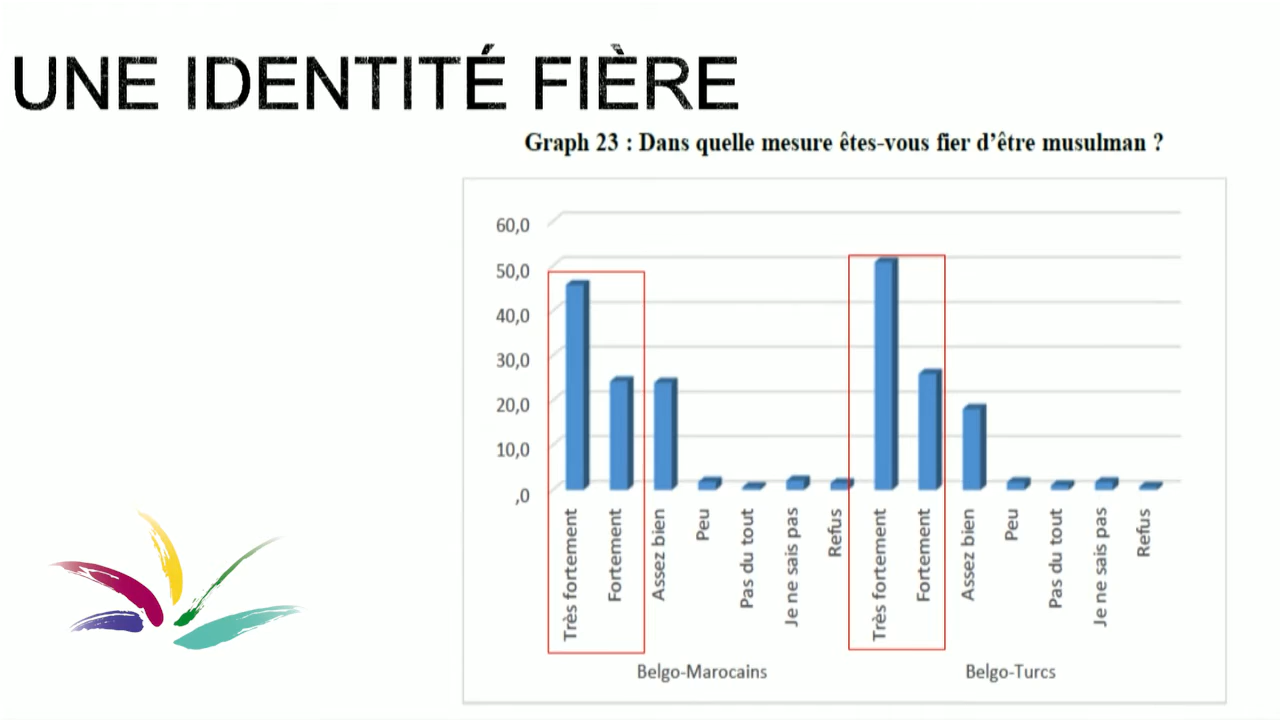 UNE IDENTITÉ FIÈRE
Graph 23 : Dans quelle mesure êtes-vous fier d'être musulman ?
60,0
50,0
40,0
30,0
20,0
10,0
,0
Très fortement
Fortement
Assez bien
Peu
Pas du tout
Je ne sais pas
Refus
Très fortement
Fortement
Assez bien
Peu
Pas du tout
Je ne sais pas
Refus
Belgo-Marocains
Belgo-Turcs